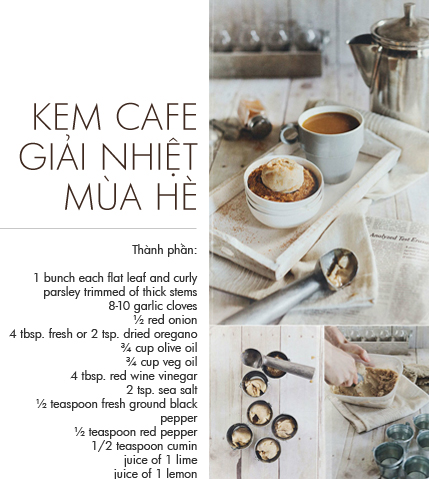 KEM CAFE
GIẢI NHIỆT
MÙA HÈ
Thành phần:
1 bunch each flat leaf and curly
parsley trimmed of thick stems
8-10 garlic cloves
½ red onion
4 tbsp. fresh or 2 tsp. dried oregano
¾ cup olive oil
¾ cup veg oil
4 tbsp. red wine vinegar
2 tsp. sea salt
½ teaspoon fresh ground black
pepper
½ teaspoon red pepper
1/2 teaspoon cumin
juice of 1 lime
juice of 1 lemon